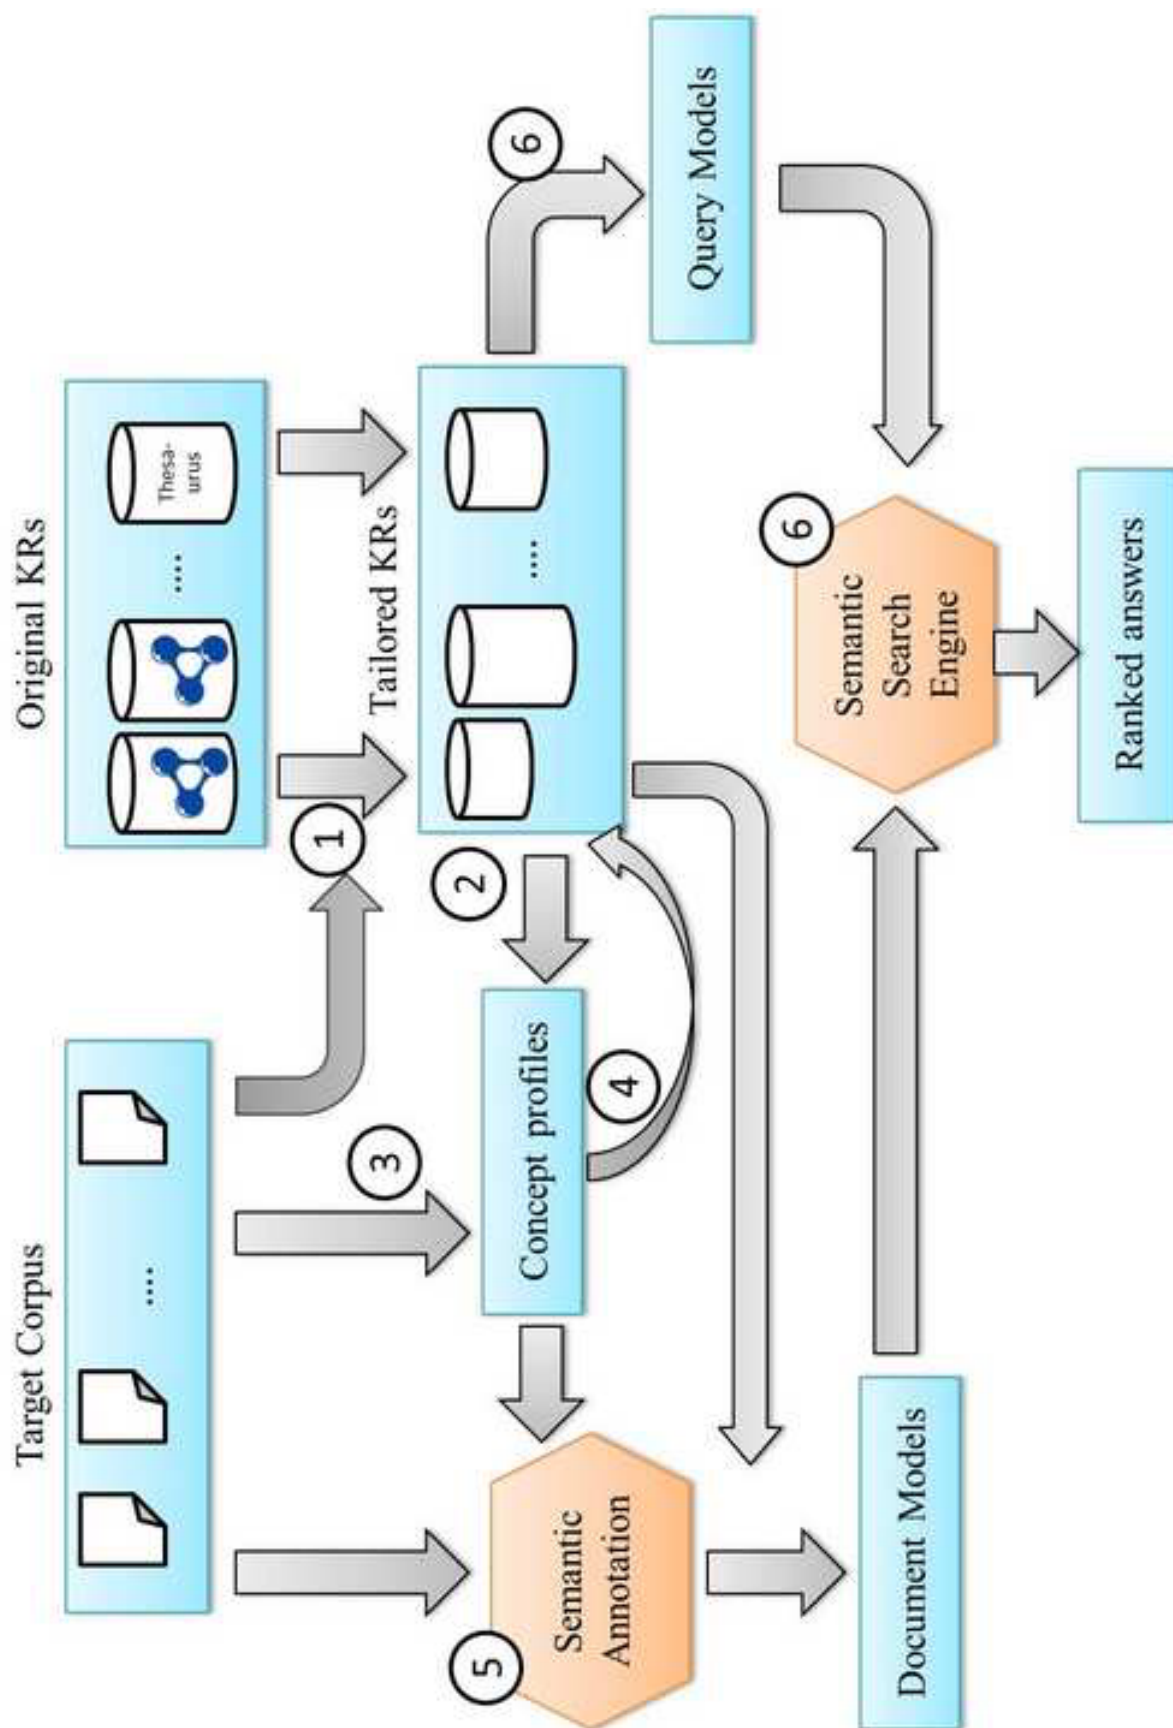 Target Corpus
Original KRs
....
....
Thesa-
urus
1
3
Tailored KRs
2
....
6
5
Semantic
Annotation
Concept profiles
4
Query Models
6
Semantic
Search
Engine
Document Models
Ranked answers